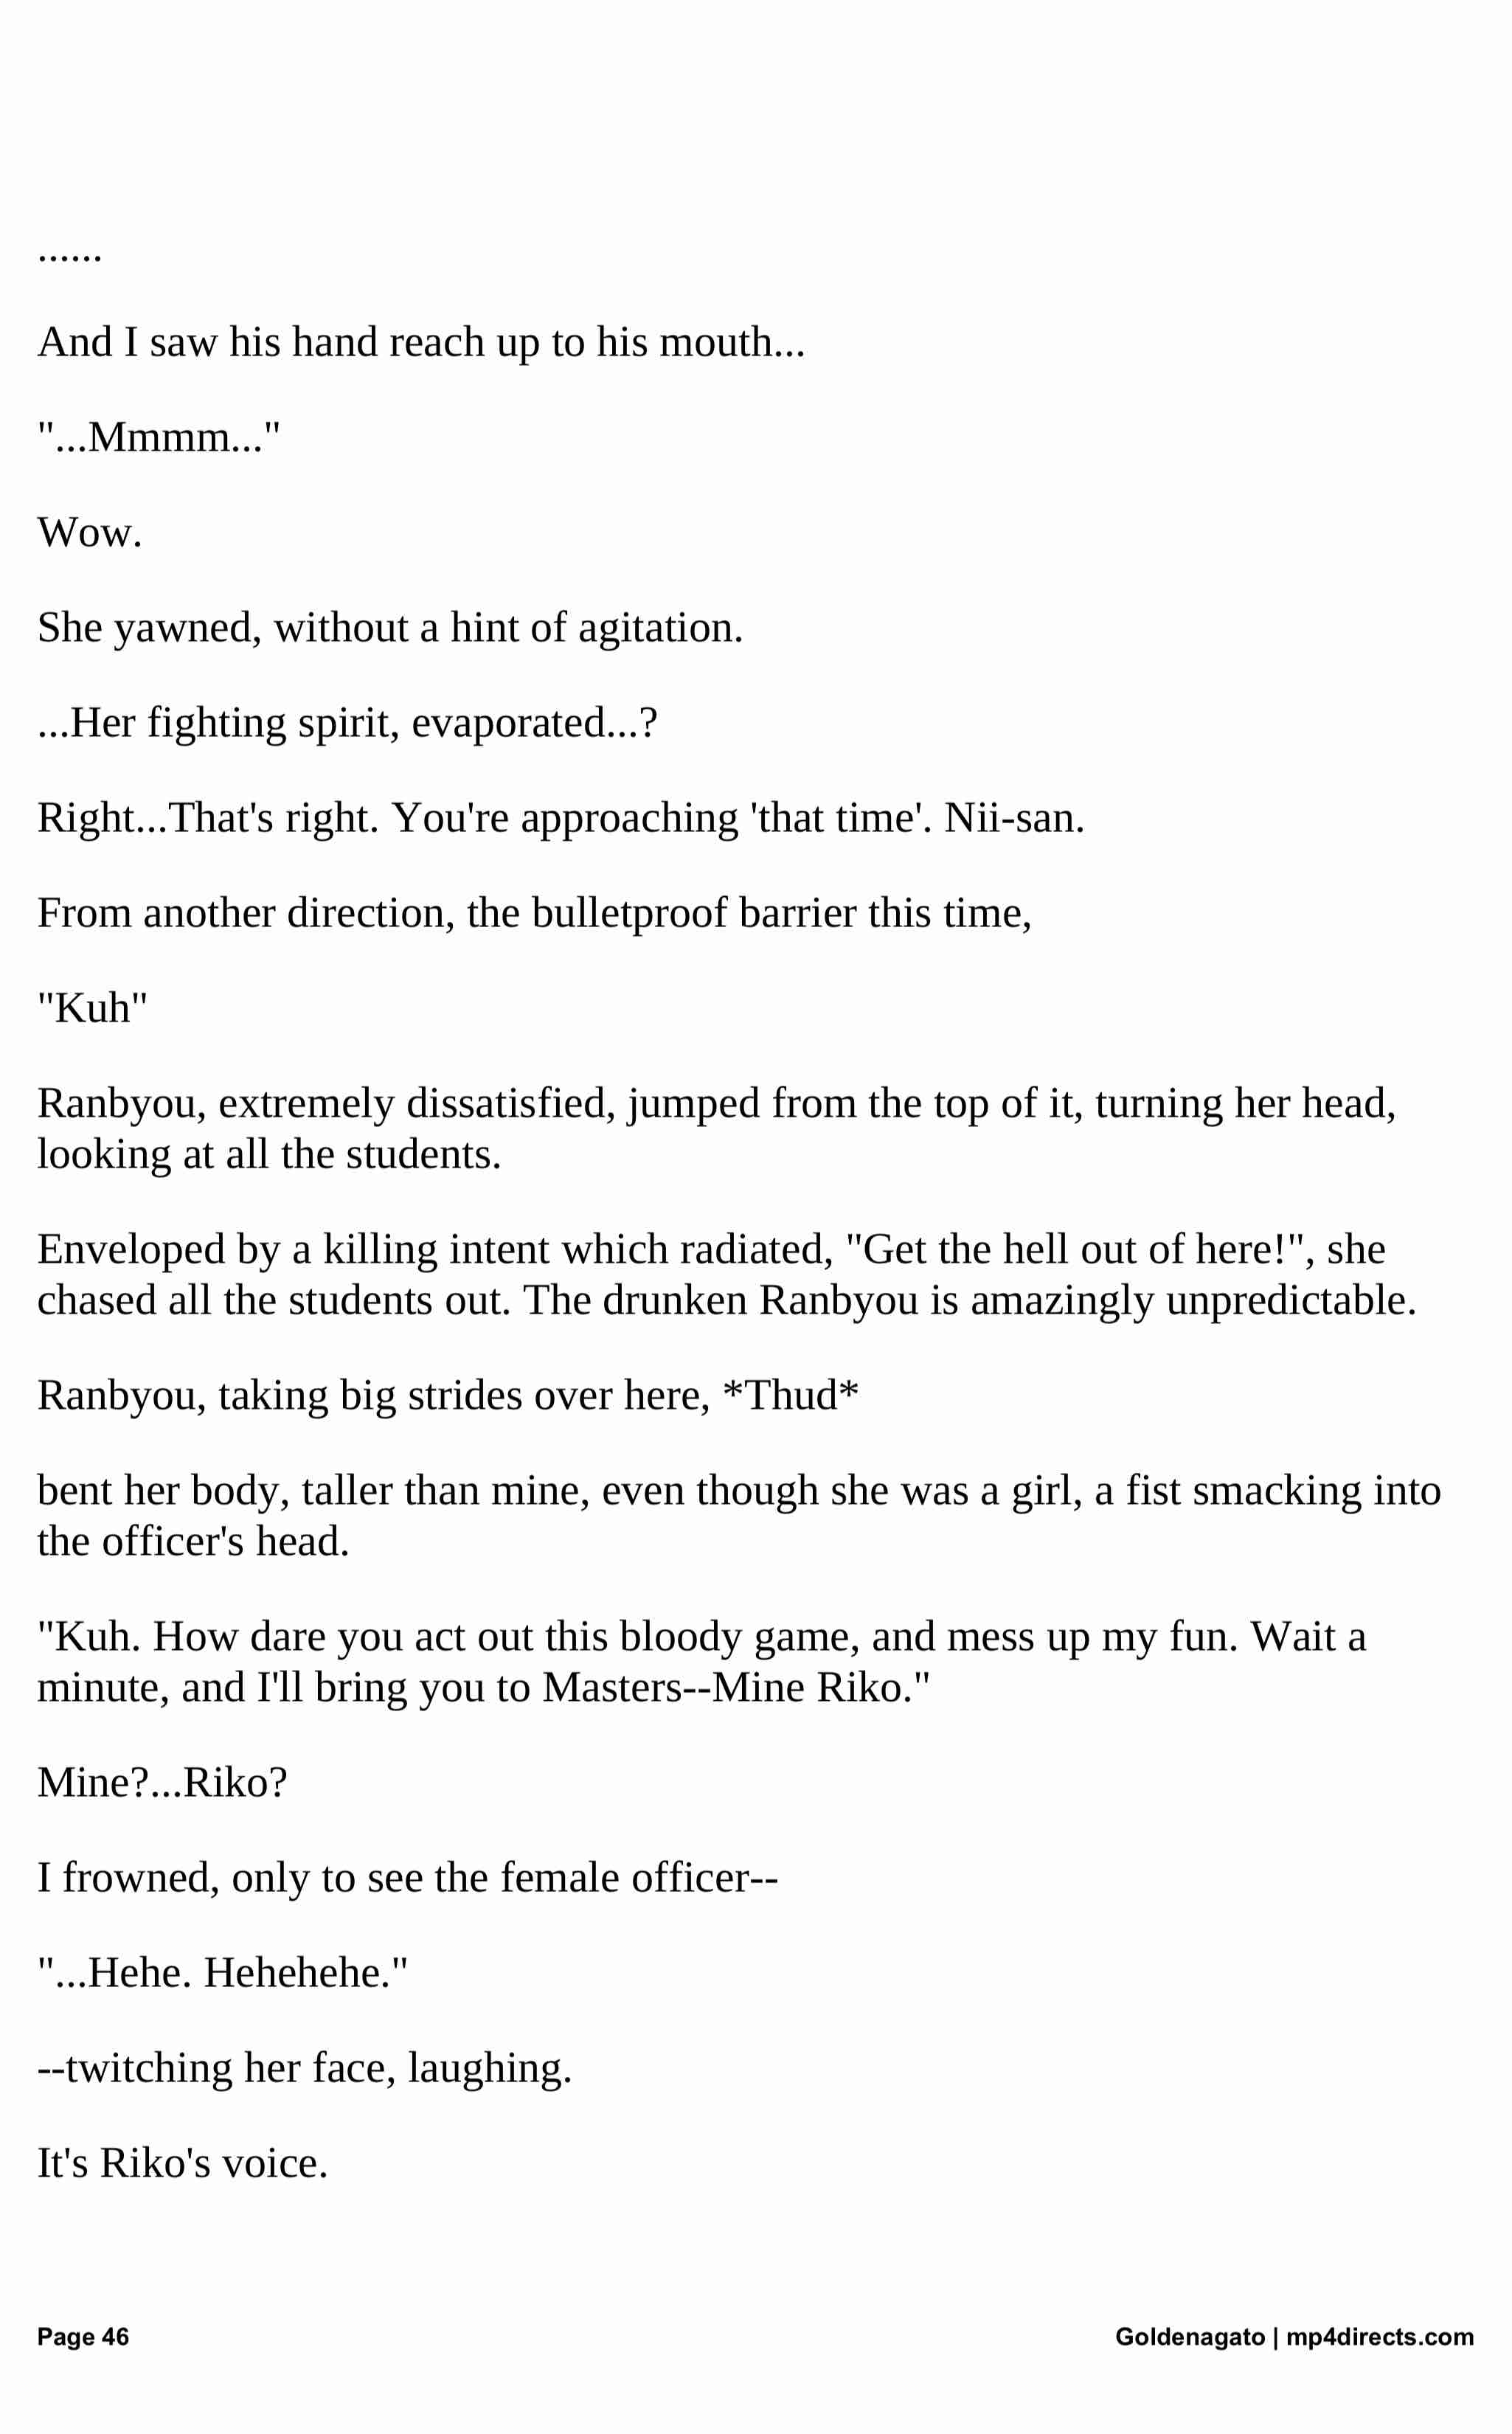 ......
And I saw his hand reach up to his mouth...
"...Mmmm..."
Wow.
She yawned, without a hint of agitation.
...Her fighting spirit, evaporated...?
Right...That's right. You're approaching 'that time'. Nii-san.
From another direction, the bulletproof barrier this time,
"Kuh"
Ranbyou, extremely dissatisfied, jumped from the top of it, turning her head,
looking at all the students.
Enveloped by a killing intent which radiated, "Get the hell out of here!", she
chased all the students out. The drunken Ranbyou is amazingly unpredictable.
Ranbyou, taking big strides over here, *Thud*
bent her body, taller than mine, even though she was a girl, a fist smacking into
the officer's head.
"Kuh. How dare you act out this bloody game, and mess up my fun. Wait a
minute, and I'll bring you to Masters--Mine Riko."
Mine?...Riko?
I frowned, only to see the female officer--
"...Hehe. Hehehehe."
--twitching her face, laughing.
It's Riko's voice.
Page 46
Goldenagato | mp4directs.com